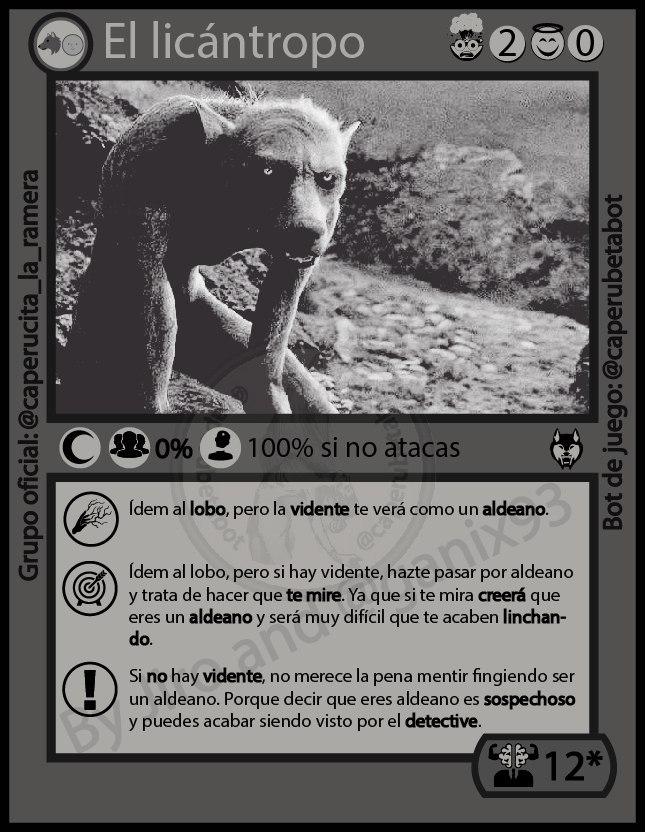 El licántropo
2
0
Grupo oficial: @caperucita_la_ramera
Bot de juego: @caperubetabot
0%
100% si no atacas
Ídem al lobo, pero la vidente te verá como un aldeano.
Ídem al lobo, pero si hay vidente, hazte pasar por aldeano
y trata de hacer que te mire. Ya que si te mira creerá que
eres un aldeano y será muy difícil que te acaben linchan-
do.
Si no hay vidente, no merece la pena mentir fingiendo ser
un aldeano. Porque decir que eres aldeano es sospechoso
y puedes acabar siendo visto por el detective.
12*